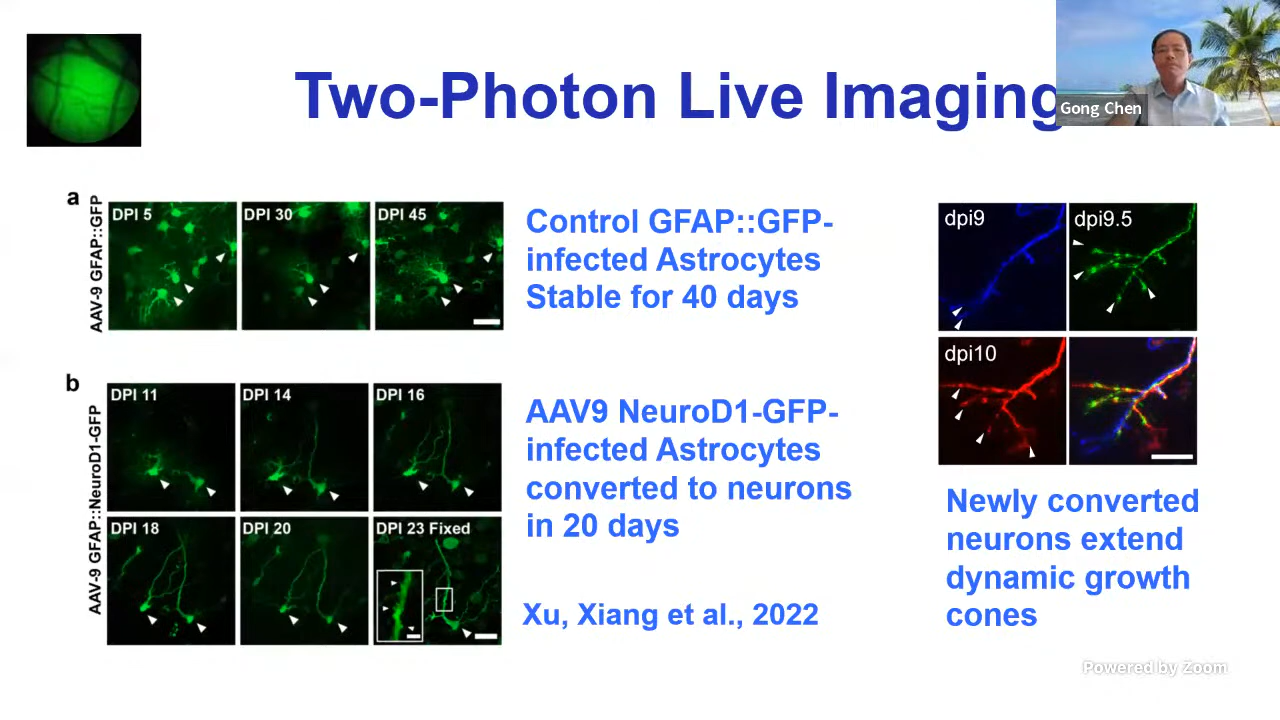 Two-Photon Live Imaging
Gong Chen
a
AAV-9 GFAP::GFP
DPI 5
DPI 30
DPI 45
Control GFAP::GFP-
infected Astrocytes
Stable for 40 days
b
AAV-9 GFAP::NeuroD1-GFP
DPI 11
DPI 14
DPI 16
DPI 18
DPI 20
DPI 23 Fixed
AAV9 NeuroD1-GFP-
infected Astrocytes
converted to neurons
in 20 days
Xu, Xiang et al., 2022
dpi9
dpi9.5
dpi10
Newly converted
neurons extend
dynamic growth
cones
Powered by Zoom